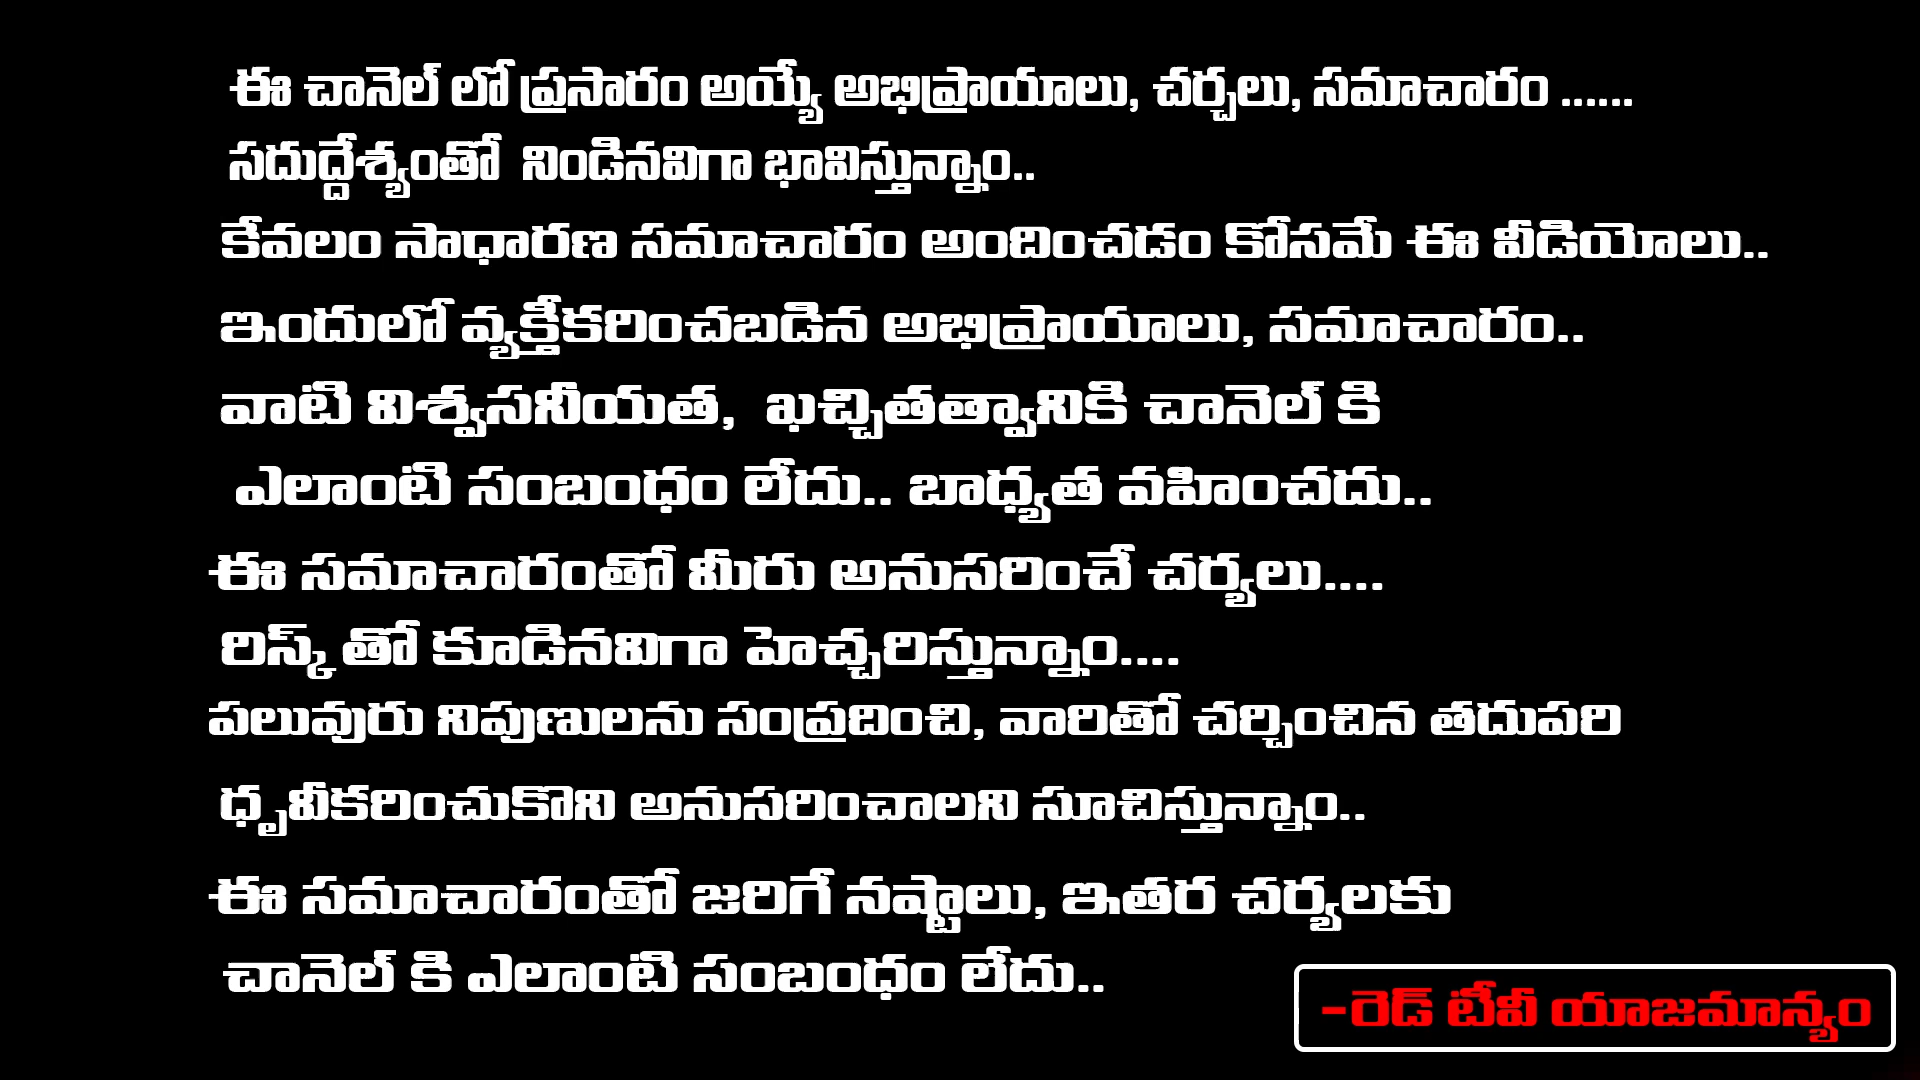 ఈ చానెల్ లో ప్రసారం అయ్యే అభిప్రాయాలు, చర్చలు, సమాచారం ......
సదుద్దేశ్యంతో నిండినవిగా భావిస్తున్నాం..
కేవలం సాధారణ సమాచారం అందించడం కోసమే ఈ వీడియోలు..
ఇందులో వ్యక్తీకరించబడిన అభిప్రాయాలు, సమాచారం..
వాటి విశ్వసనీయత, ఖచ్చితత్వానికి చానెల్ కి
ఎలాంటి సంబంధం లేదు.. బాధ్యత వహించదు..
ఈ సమాచారంతో మీరు అనుసరించే చర్యలు....
రిస్క్ తో కూడినవిగా హెచ్చరిస్తున్నాం....
పలువురు నిపుణులను సంప్రదించి, వారితో చర్చించిన తదుపరి
ధృవీకరించుకొని అనుసరించాలని సూచిస్తున్నాం..
ఈ సమాచారంతో జరిగే నష్టాలు, ఇతర చర్యలకు
చానెల్ కి ఎలాంటి సంబంధం లేదు..
-రెడ్ టీవీ యాజమాన్యం